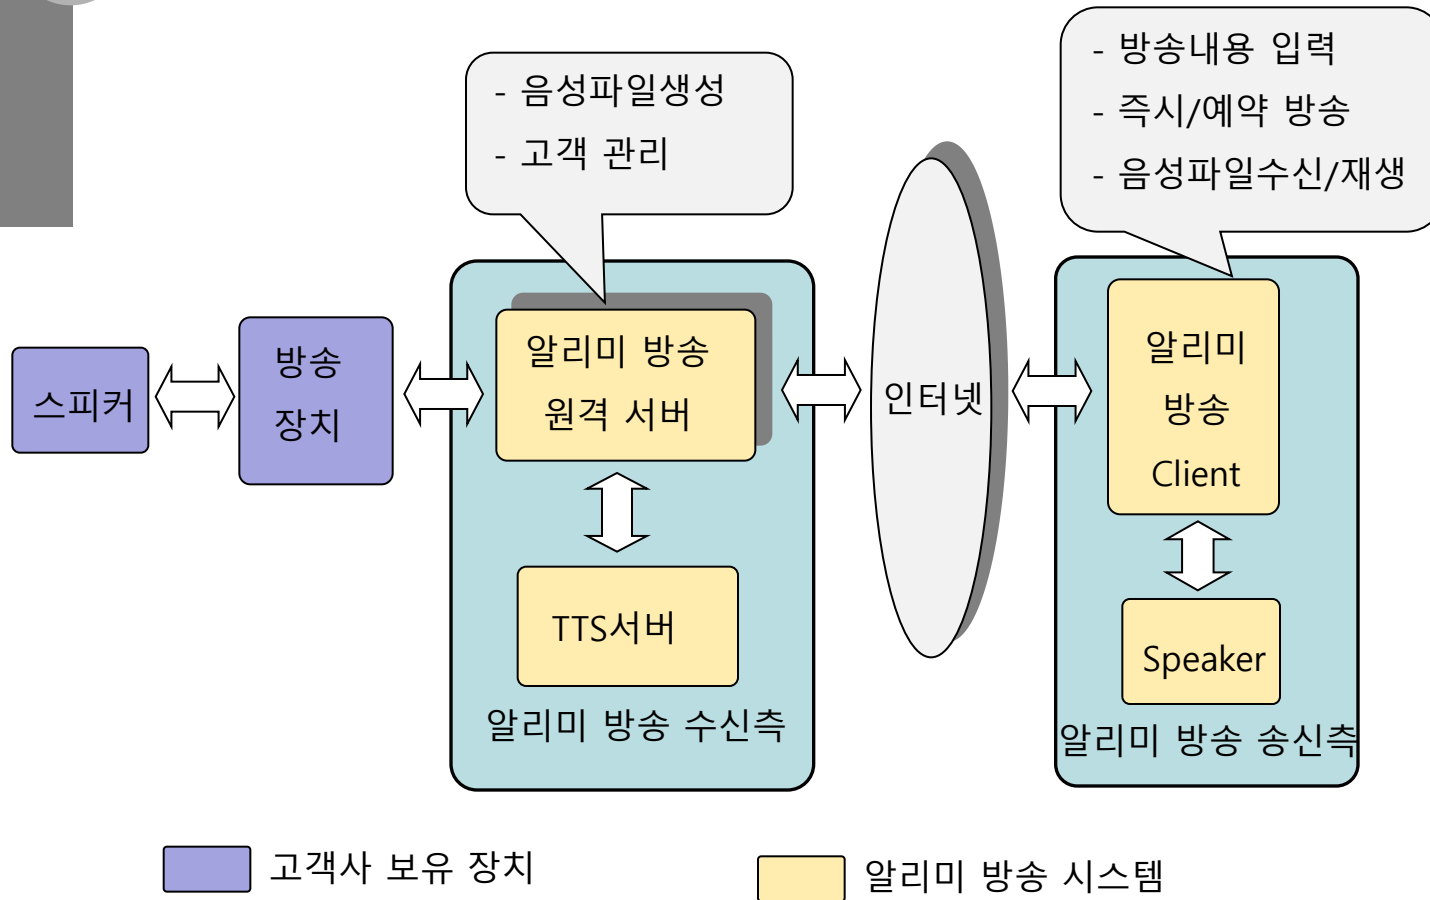 - 음성파일생성
- 고객 관리
- 방송내용 입력
- 즉시/예약 방송
- 음성파일수신/재생
스피커
방송
장치
알리미 방송
원격 서버
TTS서버
알리미 방송 수신측
인터넷
알리미
방송
Client
Speaker
알리미 방송 송신측
고객사 보유 장치
알리미 방송 시스템